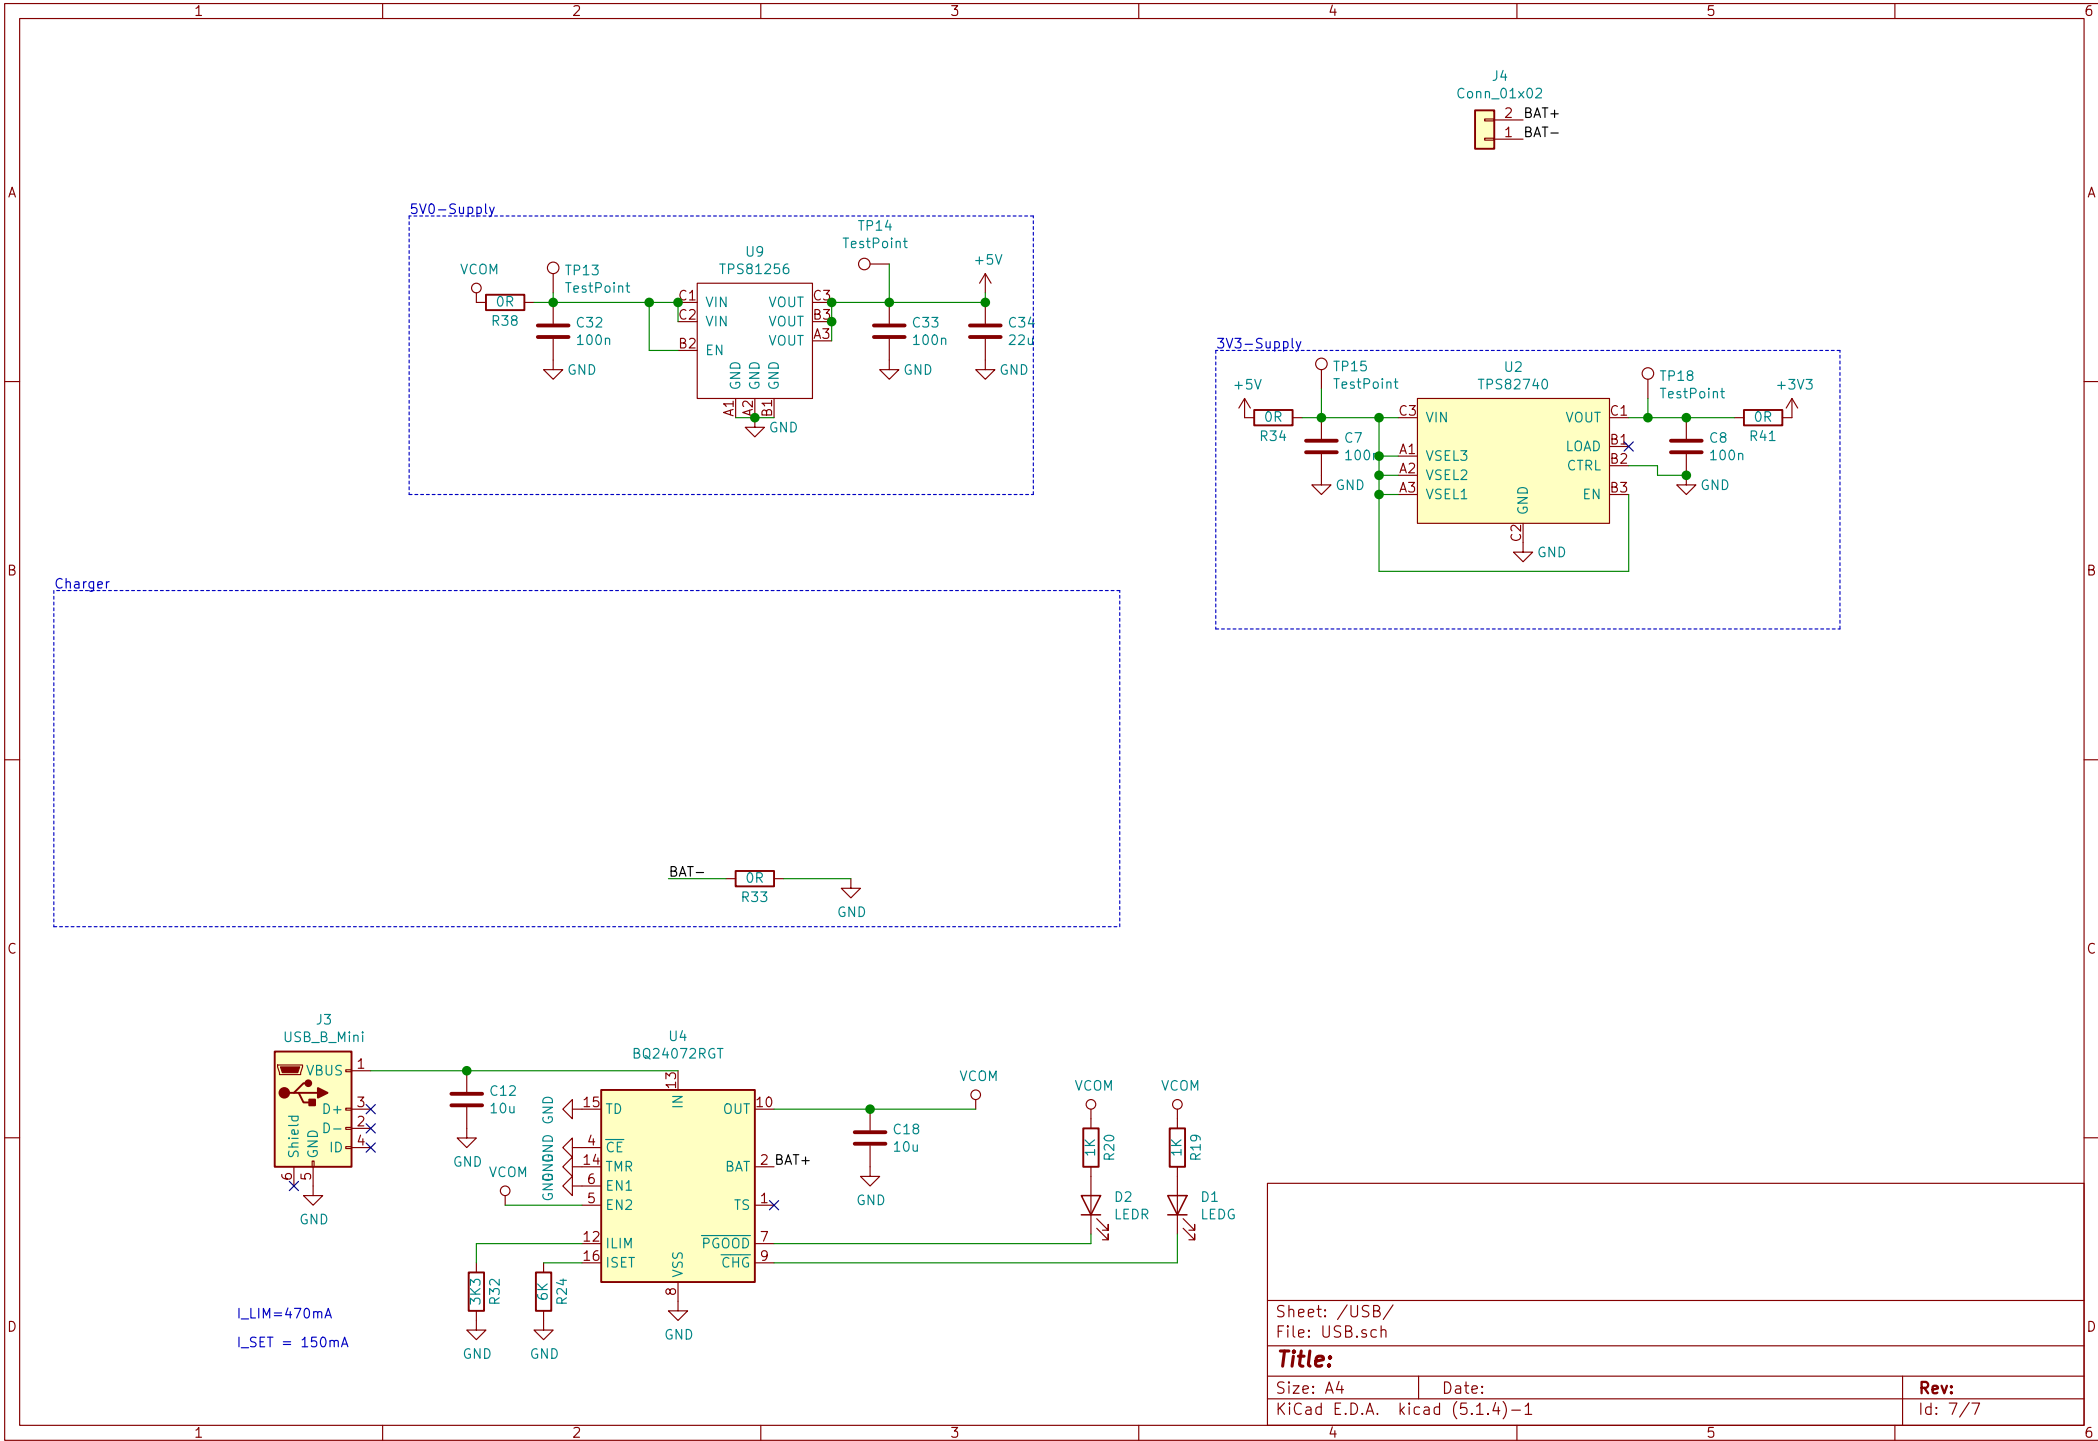 1 2 3 4 5 6
J4
Conn_01x02
2 BAT+
1 BAT-
A A
5V0-Supply
TP14
TestPoint
U9
TPS81256
+5V
VCOM
TP13
TestPoint
0R
R38
C32
100n
GND
C1 VIN
C2 VIN
B2 EN
VOUT C3
VOUT B3
VOUT A3
GND GND GND
A1 A2 B1
GND
C33
100n
GND
C34
22u
GND
3V3-Supply
TP15
TestPoint
U2
TPS82740
TP18
TestPoint
+5V
+3V3
0R
R34
C7
100n
GND
C3 VIN
A1 VSEL3
A2 VSEL2
A3 VSEL1
VOUT C1
LOAD B1
CTRL B2
EN B3
GND
C2
GND
0R
R41
C8
100n
GND
B B
Charger
BAT-
0R
R33
GND
C C
J3
USB_B_Mini
VBUS 1
D+ 3
D- 2
ID 4
Shield GND
6 5
GND
C12
10u
GND
U4
BQ24072RGT
13
IN
GND 15 TD
GND 4 CE
GND 14 TMR
GND 6 EN1
VCOM
5 EN2
12 ILIM
16 ISET
OUT 10
BAT 2 BAT+
TS 1
PGOOD 7
CHG 9
VSS
8
GND
VCOM
C18
10u
GND
VCOM
1K
R20
D2
LEDR
VCOM
1K
R19
D1
LEDG
3K3
R32
GND
6K
R24
GND
I_LIM=470mA
I_SET = 150mA
D D
Sheet: /USB/
File: USB.sch
Title:
Size: A4 Date: Rev:
KiCad E.D.A. kicad (5.1.4)-1 Id: 7/7
1 2 3 4 5 6